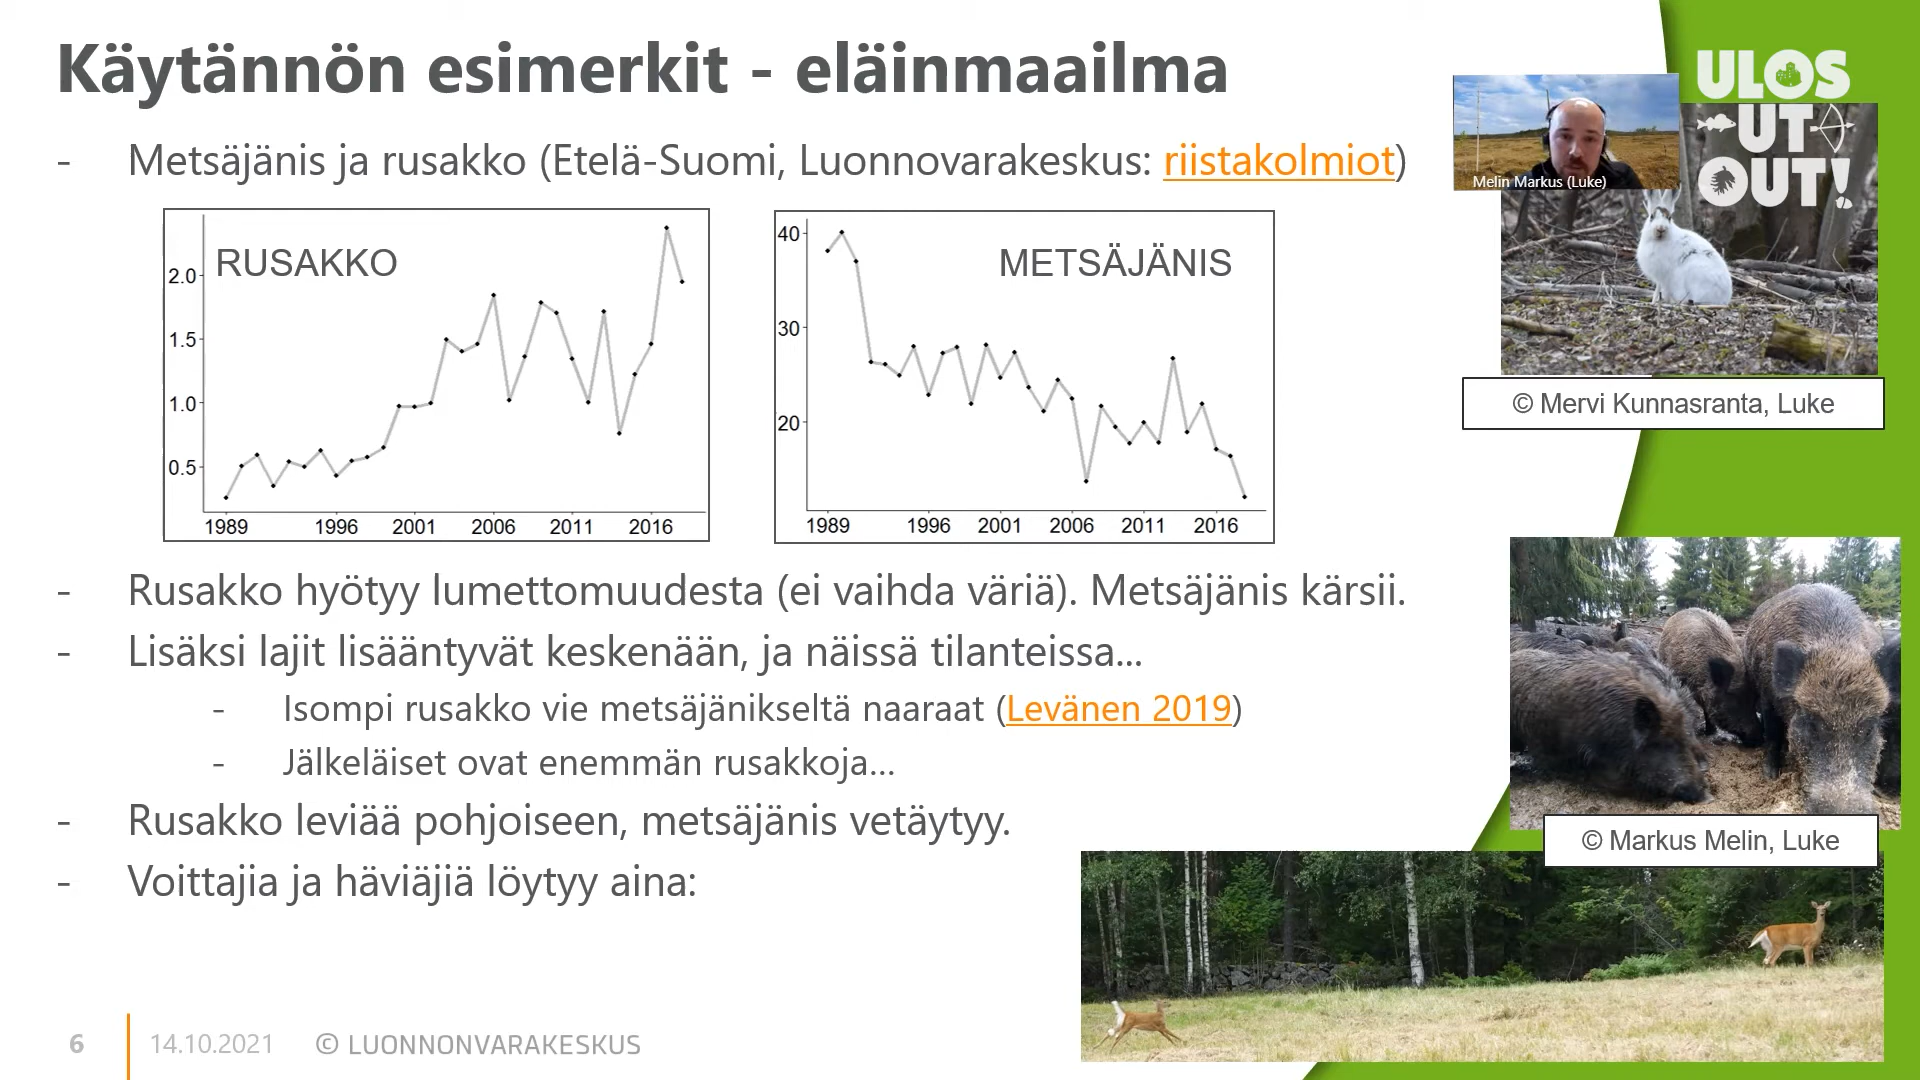 Käytännön esimerkit - eläinmaailma
- Metsäjänis ja rusakko (Etelä-Suomi, Luonnovarakeskus: riistakolmiot)
RUSAKKO
2.0
1.5
1.0
0.5
1989 1996 2001 2006 2011 2016
METSÄJÄNIS
40
30
20
1989 1996 2001 2006 2011 2016
- Rusakko hyötyy lumettomuudesta (ei vaihda väriä). Metsäjänis kärsii.
- Lisäksi lajit lisääntyvät keskenään, ja näissä tilanteissa...
- Isompi rusakko vie metsäjänikseltä naaraat (Levänen 2019)
- Jälkeläiset ovat enemmän rusakkoja...
- Rusakko leviää pohjoiseen, metsäjänis vetäytyy.
- Voittajia ja häviäjiä löytyy aina:
Melin Markus (Luke)
ULOS
UT
OUT!
© Mervi Kunnasranta, Luke
© Markus Melin, Luke
6 14.10.2021 © LUONNONVARAKESKUS